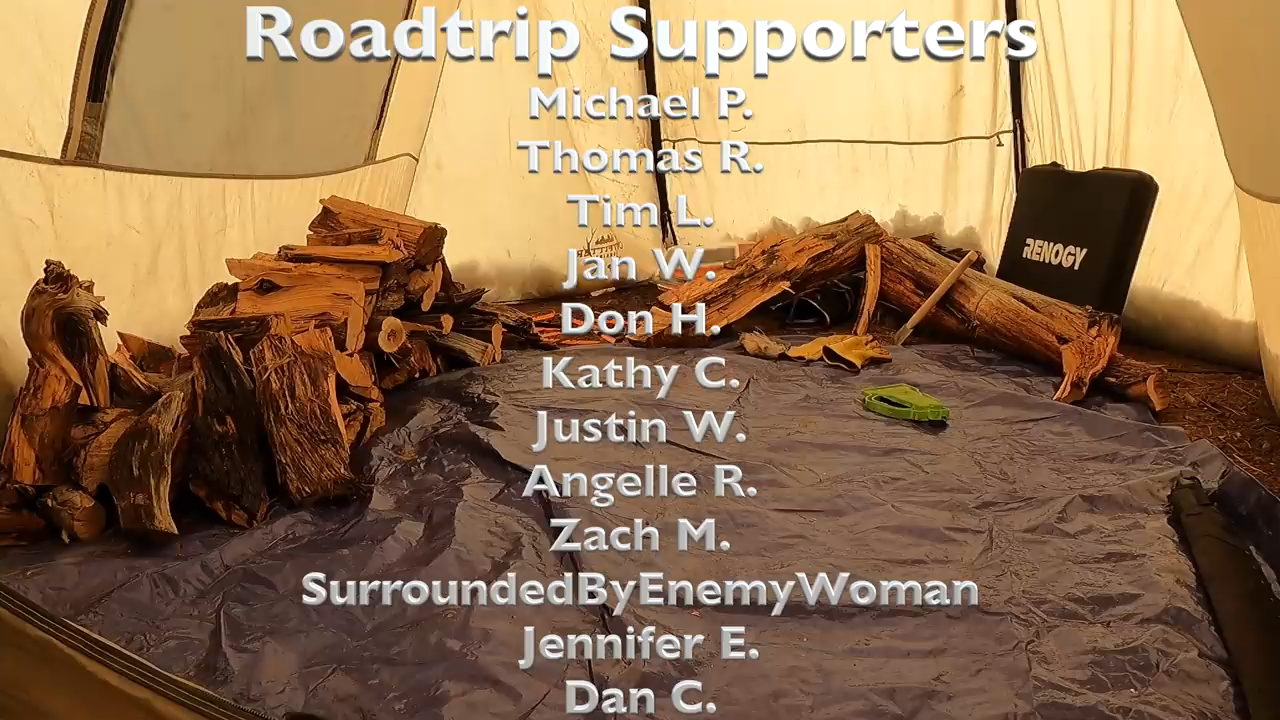 Roadtrip Supporters
Michael P.
Thomas R.
Tim L.
Jan W.
RENOGY
Don H.
Kathy C.
Justin W.
Angelle R.
Zach M.
SurroundedByEnemyWoman
Jennifer E.
Dan C.